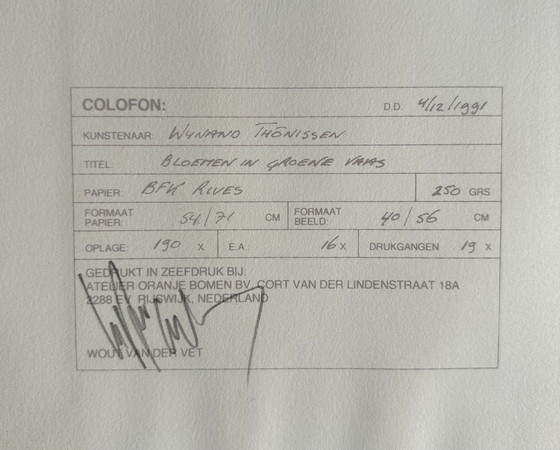 COLOFON: D.D. 4/12/1991
KUNSTENAAR: WYNAND THÖNISSEN
TITEL: BLOEMEN IN GROENE VAAS
PAPIER: BFK RIVES 250 GRS
FORMAAT PAPIER: 54/71 CM FORMAAT BEELD: 40/56 CM
OPLAGE: 190 X E.A.: 16 X DRUKGANGEN 19 X
GEDRUKT IN ZEEFDRUK BIJ:
ATELIER ORANJE BOMEN BV, CORT VAN DER LINDENSTRAAT 18A
2288 EV RIJSWIJK, NEDERLAND
WOUT VAN DER VET